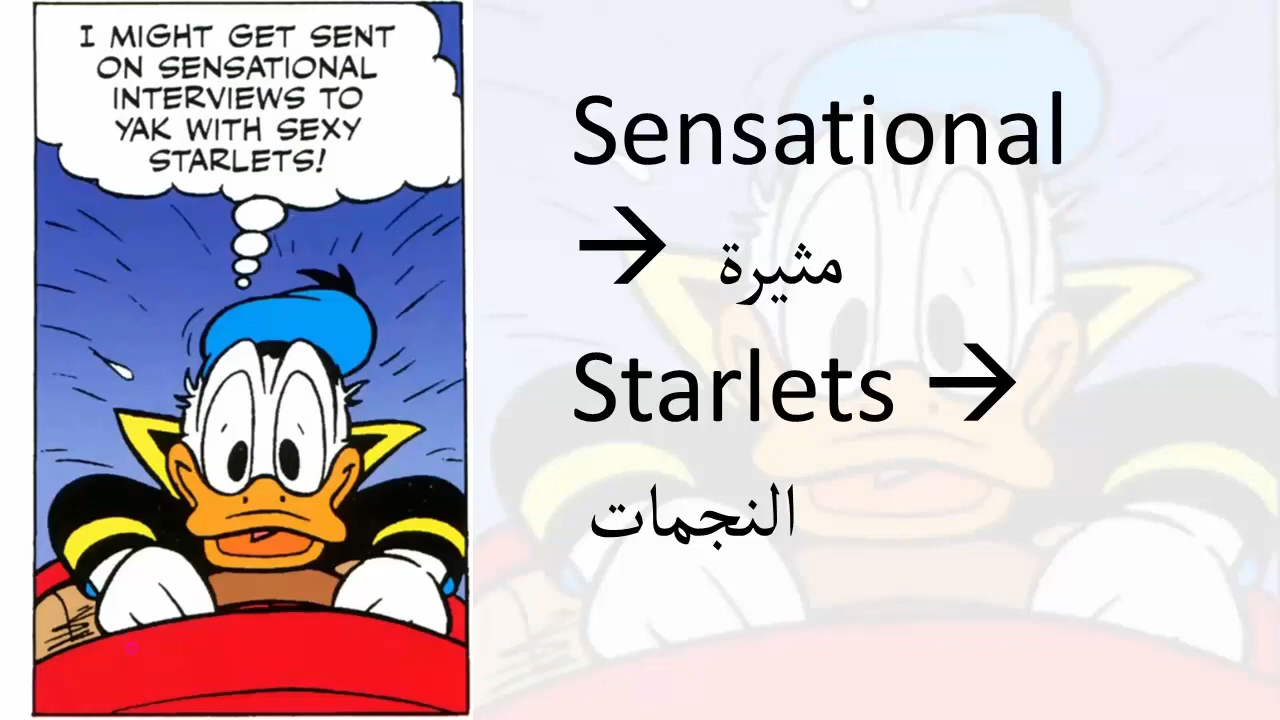 I MIGHT GET SENT
ON SENSATIONAL
INTERVIEWS TO
YAK WITH SEXY
STARLETS!
Sensational
→ مثيرة
Starlets →
النجمات